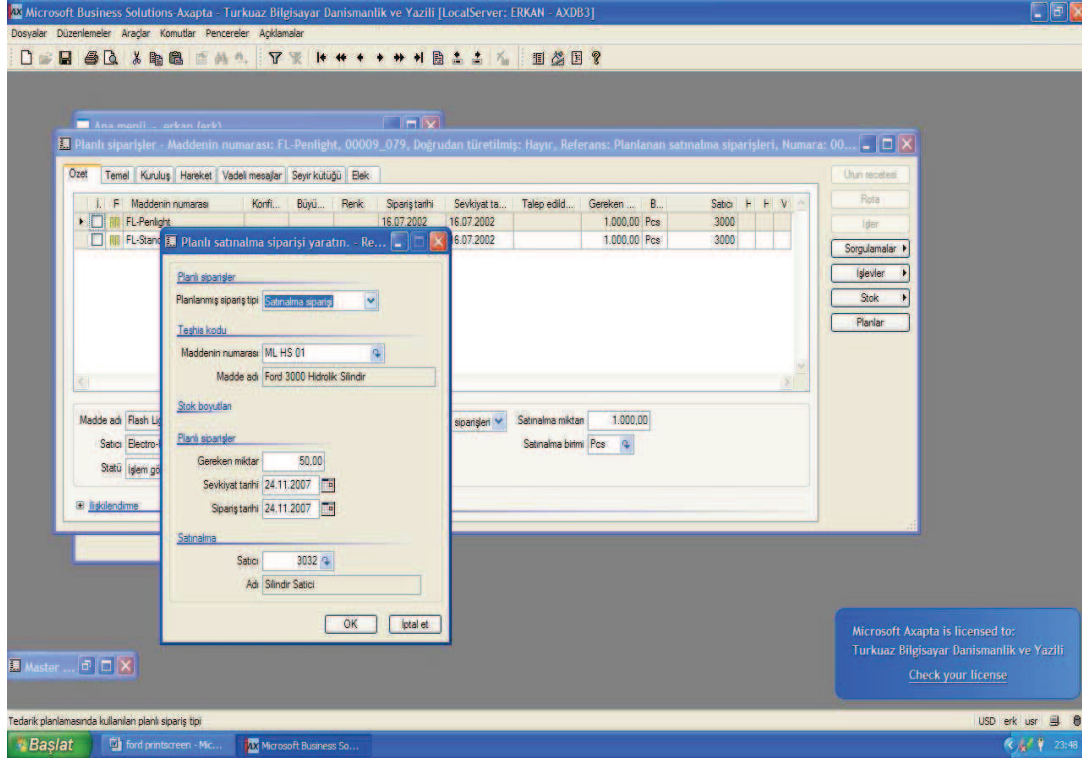 Microsoft Business Solutions-Axapta - Turkuaz Bilgisayar Danismanlik ve Yazili [LocalServer: ERKAN - AXDB3]
Dosyalar Düzenlemeler Araçlar Komutlar Pencereler Açıklamalar
Ana menü - erkan (erk)
Planlı siparişler - Maddenin numarası: FL-Penlight, 00009_079, Doğrudan türetilmiş: Hayır, Referans: Planlanan satınalma siparişleri, Numara: 00...
Özet Temel Kuruluş Hareket Vadeli mesajlar Seyir kütüğü Elek
Ürün reçetesi
Rota
İşler
Sorgulamalar
İşlevler
Stok
Planlar
İ. F Maddenin numarası Konfi... Büyü... Renk Sipariş tarihi Sevkiyat ta... Talep edild... Gereken ... B... Satıcı H H V
FL-Penlight 16.07.2002 16.07.2002 1.000,00 Pcs 3000
FL-Stand 6.07.2002 1.000,00 Pcs 3000
Planlı satınalma siparişi yaratın. - Re...
Planlı siparişler
Planlanmış sipariş tipi Satınalma siparişi
Teşhis kodu
Maddenin numarası ML HS 01
Madde adı Ford 3000 Hidrolik Silindir
Stok boyutları
Planlı siparişler
Gereken miktar 50,00
Sevkiyat tarihi 24.11.2007
Sipariş tarihi 24.11.2007
Satınalma
Satıcı 3032
Adı Silindir Satici
OK İptal et
Madde adı Flash Lig siparişleri Satınalma miktarı 1.000,00
Satıcı Electro- Satınalma birimi Pcs
Statü İşlem gö
İlişkilendirme
Microsoft Axapta is licensed to:
Turkuaz Bilgisayar Danismanlik ve Yazili
Check your license
Master ...
Tedarik planlamasında kullanılan planlı sipariş tipi USD erk usr
Başlat ford printscreen - Mic... Microsoft Business So... 23:48